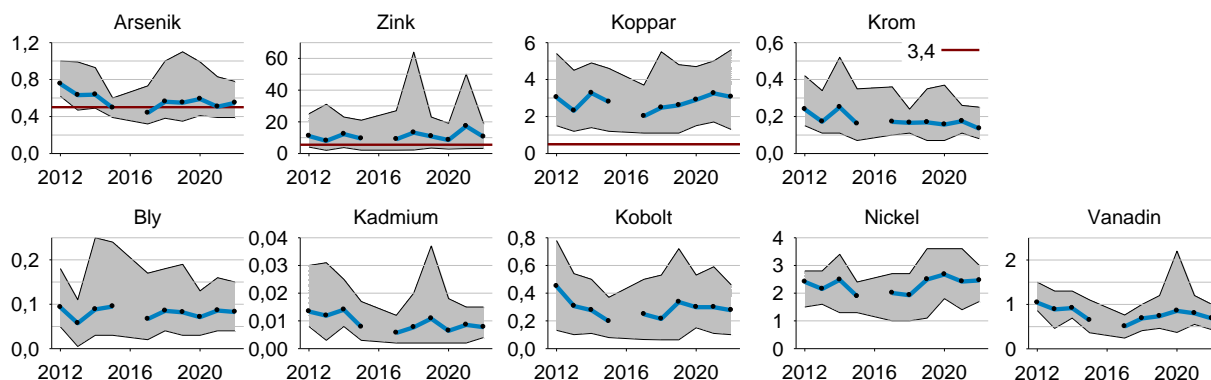 Arsenik Zink Koppar Krom
1,2 60 6 0,6 3,4
0,8 40 4 0,4
0,4 20 2 0,2
0,0 0 0 0,0
2012 2016 2020 2012 2016 2020 2012 2016 2020 2012 2016 2020
Bly Kadmium Kobolt Nickel Vanadin
0,04 0,8 4
0,2 0,03 0,6 3 2
0,1 0,02 0,4 2 1
0,01 0,2 1
0,0 0,00 0,0 0 0
2012 2016 2020 2012 2016 2020 2012 2016 2020 2012 2016 2020 2012 2016 2020